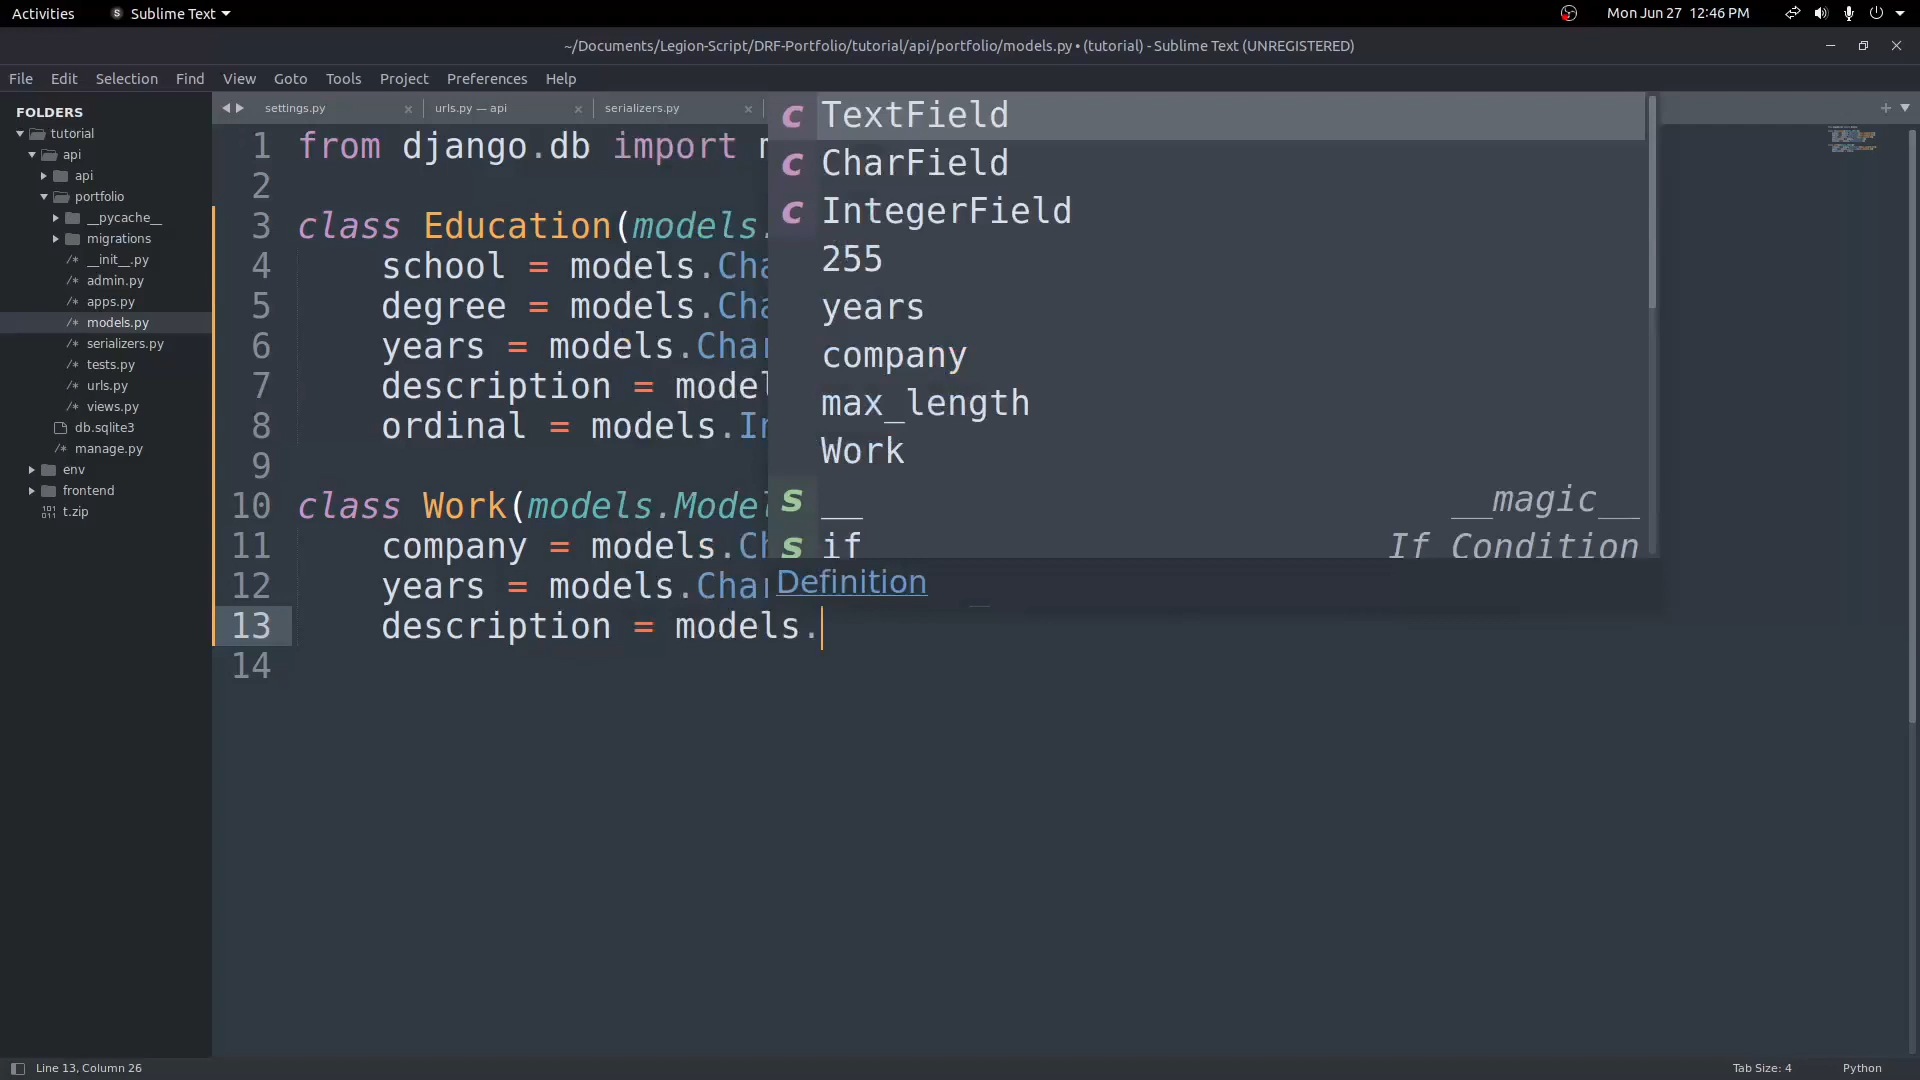 Activities
Sublime Text
Mon Jun 27 12:46 PM
~/Documents/Legion-Script/DRF-Portfolio/tutorial/api/portfolio/models.py • (tutorial) - Sublime Text (UNREGISTERED)
File Edit Selection Find View Goto Tools Project Preferences Help
FOLDERS
tutorial
api
api
portfolio
__pycache__
migrations
__init__.py
admin.py
apps.py
models.py
serializers.py
tests.py
urls.py
views.py
db.sqlite3
manage.py
env
frontend
t.zip
settings.py
urls.py — api
serializers.py
1 from django.db import m
2
3 class Education(models.
4 school = models.Cha
5 degree = models.Cha
6 years = models.Char
7 description = model
8 ordinal = models.In
9
10 class Work(models.Model
11 company = models.Ch
12 years = models.Char
13 description = models.
14
c TextField
c CharField
c IntegerField
255
years
company
max_length
Work
s __ __magic__
s if If Condition
Definition
Line 13, Column 26
Tab Size: 4
Python